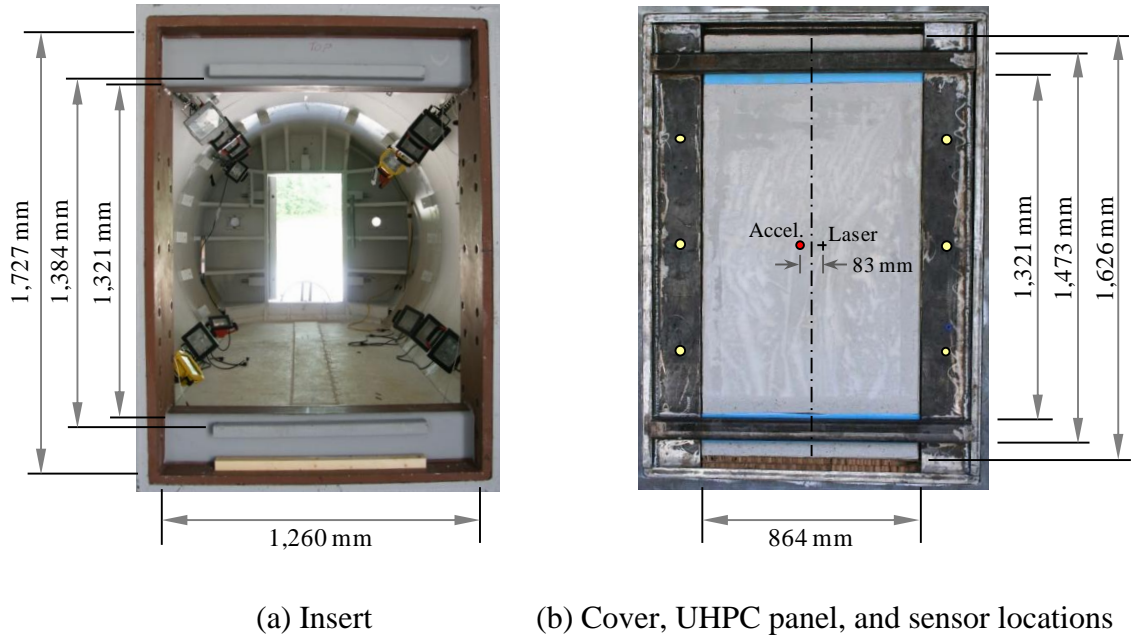 TOP
1,727 mm
1,384 mm
1,321 mm
1,260 mm
Accel.
Laser
83 mm
1,321 mm
1,473 mm
1,626 mm
864 mm
(a) Insert
(b) Cover, UHPC panel, and sensor locations